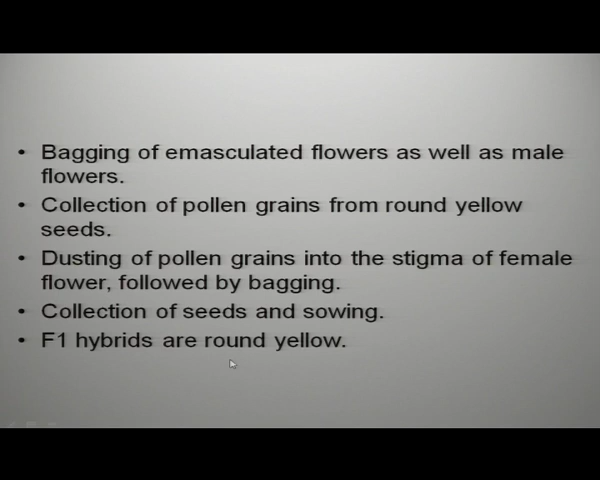 • Bagging of emasculated flowers as well as male
flowers.
• Collection of pollen grains from round yellow
seeds.
• Dusting of pollen grains into the stigma of female
flower, followed by bagging.
• Collection of seeds and sowing.
• F1 hybrids are round yellow.